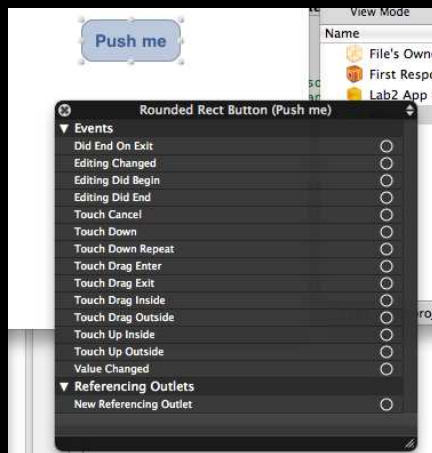 Push me
View Mode
Name
File's Own
First Respo
Lab2 App
Rounded Rect Button (Push me)
Events
Did End On Exit
Editing Changed
Editing Did Begin
Editing Did End
Touch Cancel
Touch Down
Touch Down Repeat
Touch Drag Enter
Touch Drag Exit
Touch Drag Inside
Touch Drag Outside
Touch Up Inside
Touch Up Outside
Value Changed
Referencing Outlets
New Referencing Outlet